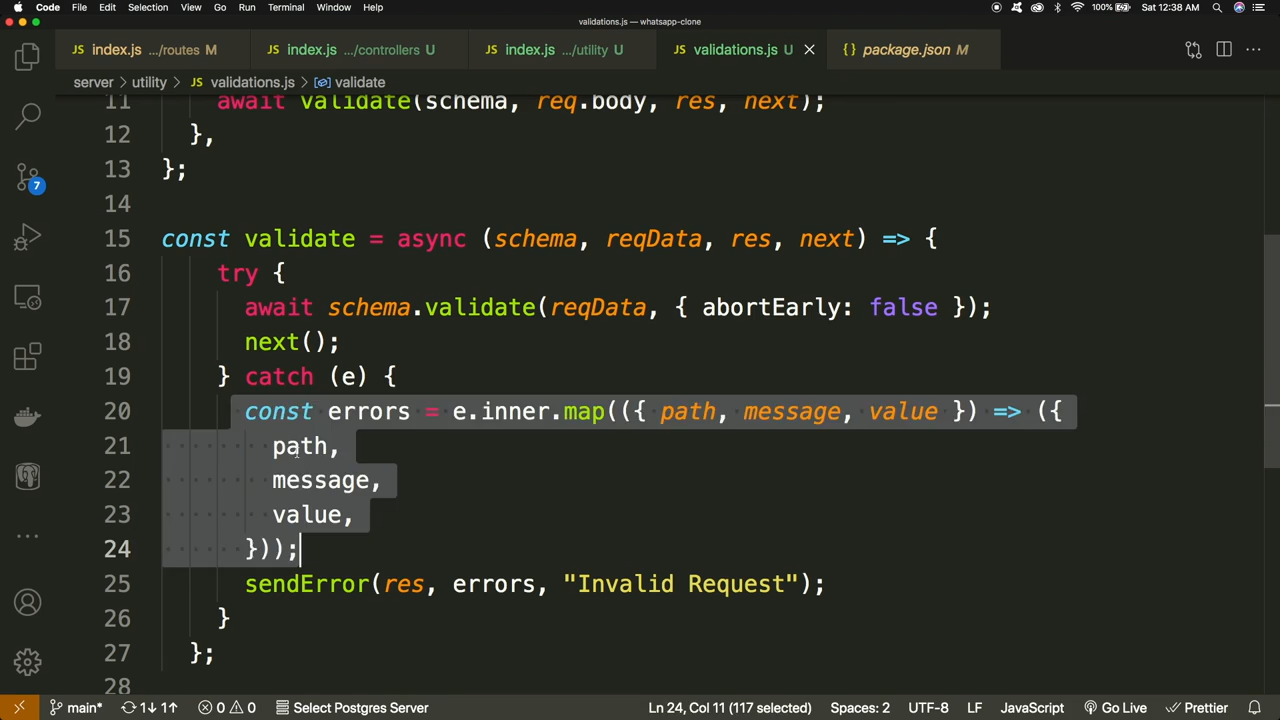 Code File Edit Selection View Go Run Terminal Window Help 100% Sat 12:38 AM
validations.js — whatsapp-clone
JS index.js .../routes M JS index.js .../controllers U JS index.js .../utility U JS validations.js U {} package.json M
server > utility > JS validations.js > validate
11 await validate(schema, req.body, res, next);
12 },
13 };
14
15 const validate = async (schema, reqData, res, next) => {
16 try {
17 await schema.validate(reqData, { abortEarly: false });
18 next();
19 } catch (e) {
20 const errors = e.inner.map(({ path, message, value }) => ({
21 path,
22 message,
23 value,
24 }));
25 sendError(res, errors, "Invalid Request");
26 }
27 };
28
7
main* 1↓ 1↑ 0 0 Select Postgres Server Ln 24, Col 11 (117 selected) Spaces: 2 UTF-8 LF JavaScript Go Live Prettier